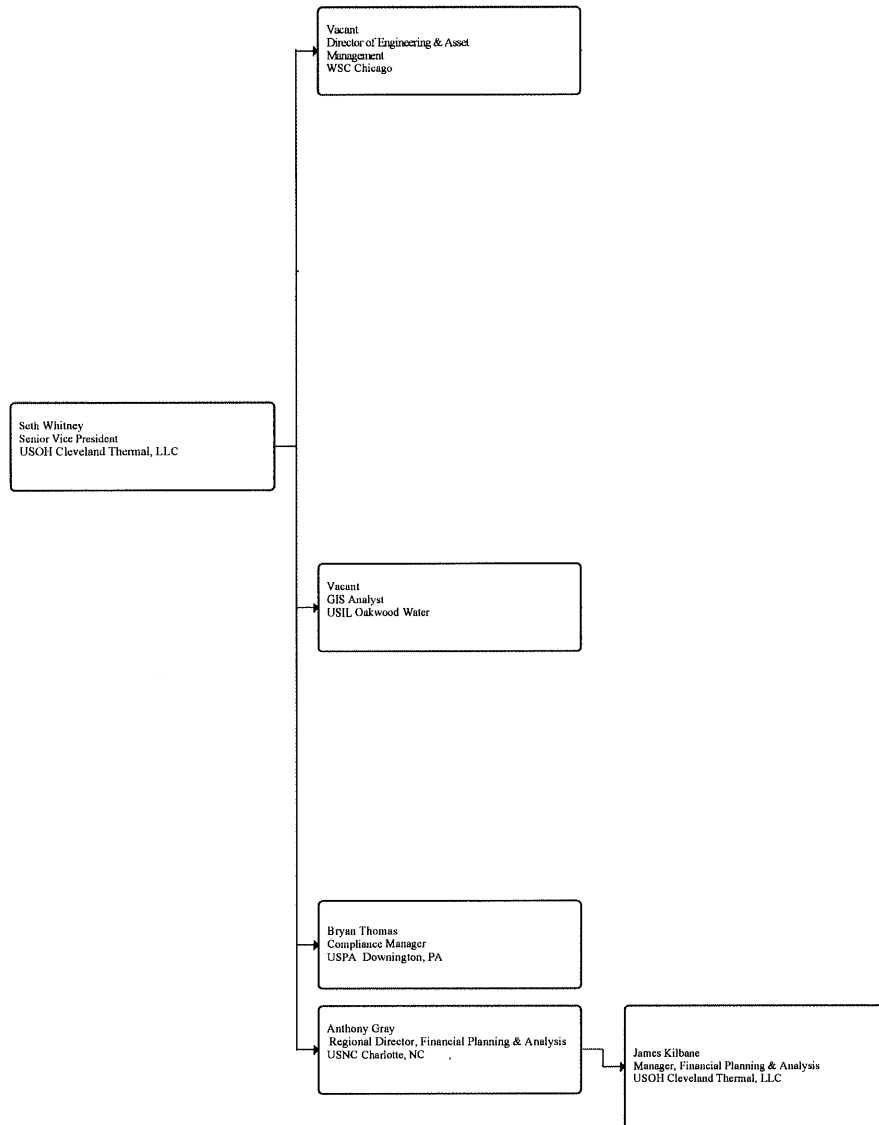 Vacant
Director of Engineering & Asset
Management
WSC Chicago
Seth Whitney
Senior Vice President
USOH Cleveland Thermal, LLC
Vacant
GIS Analyst
USIL Oakwood Water
Bryan Thomas
Compliance Manager
USPA Downington, PA
Anthony Gray
Regional Director, Financial Planning & Analysis
USNC Charlotte, NC
James Kilbane
Manager, Financial Planning & Analysis
USOH Cleveland Thermal, LLC